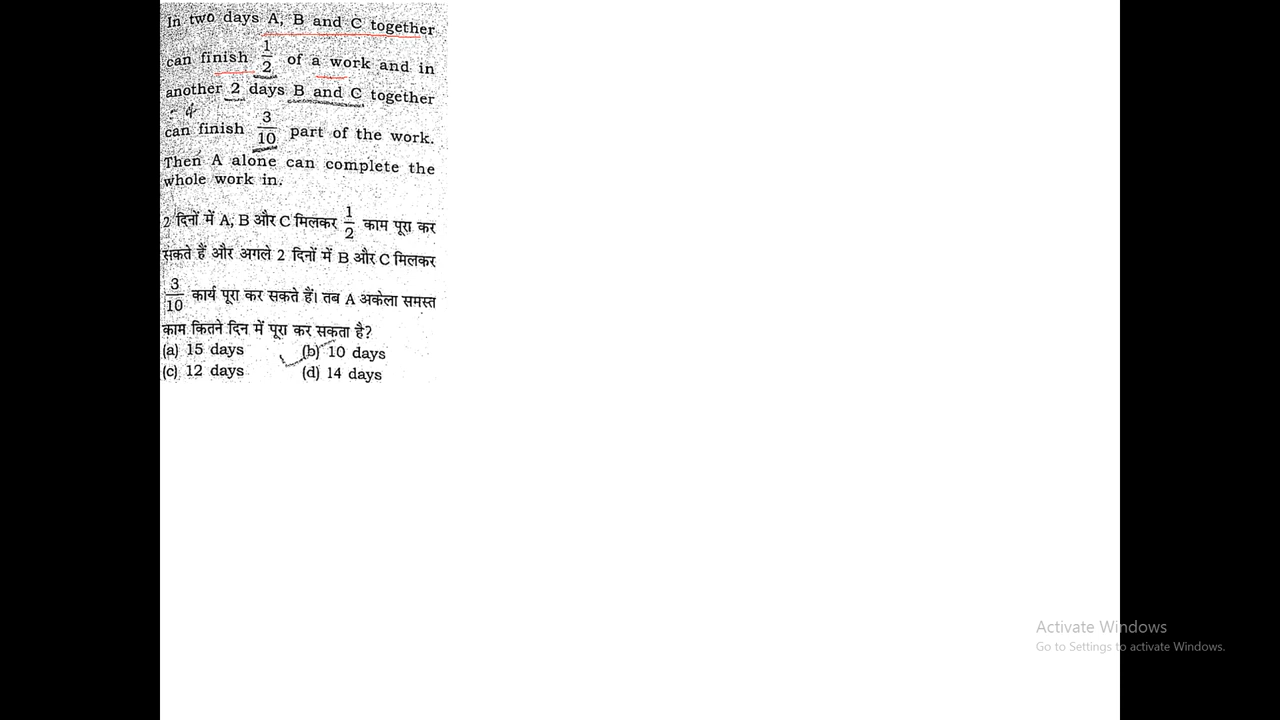 In two days A, B and C together
can finish 1/2 of a work and in
another 2 days B and C together
can finish 3/10 part of the work.
Then A alone can complete the
whole work in.
2 दिनों में A, B और C मिलकर 1/2 काम पूरा कर
सकते हैं और अगले 2 दिनों में B और C मिलकर
3/10 कार्य पूरा कर सकते हैं। तब A अकेला समस्त
काम कितने दिन में पूरा कर सकता है?
(a) 15 days (b) 10 days
(c) 12 days (d) 14 days
Activate Windows
Go to Settings to activate Windows.